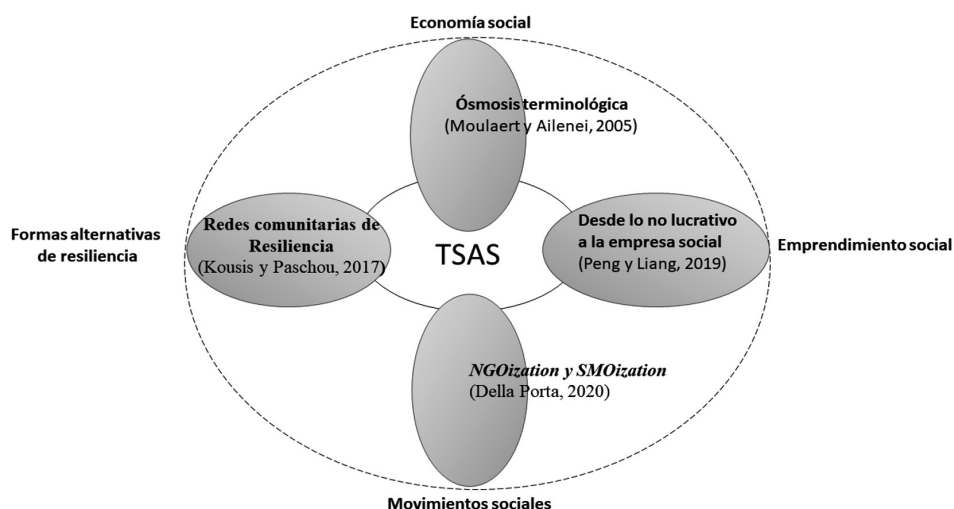 Economía social
Ósmosis terminológica
(Moulaert y Ailenei, 2005)
Formas alternativas
de resiliencia
Redes comunitarias de
Resiliencia
(Kousis y Paschou, 2017)
TSAS
Desde lo no lucrativo
a la empresa social
(Peng y Liang, 2019)
Emprendimiento social
NGOization y SMOization
(Della Porta, 2020)
Movimientos sociales